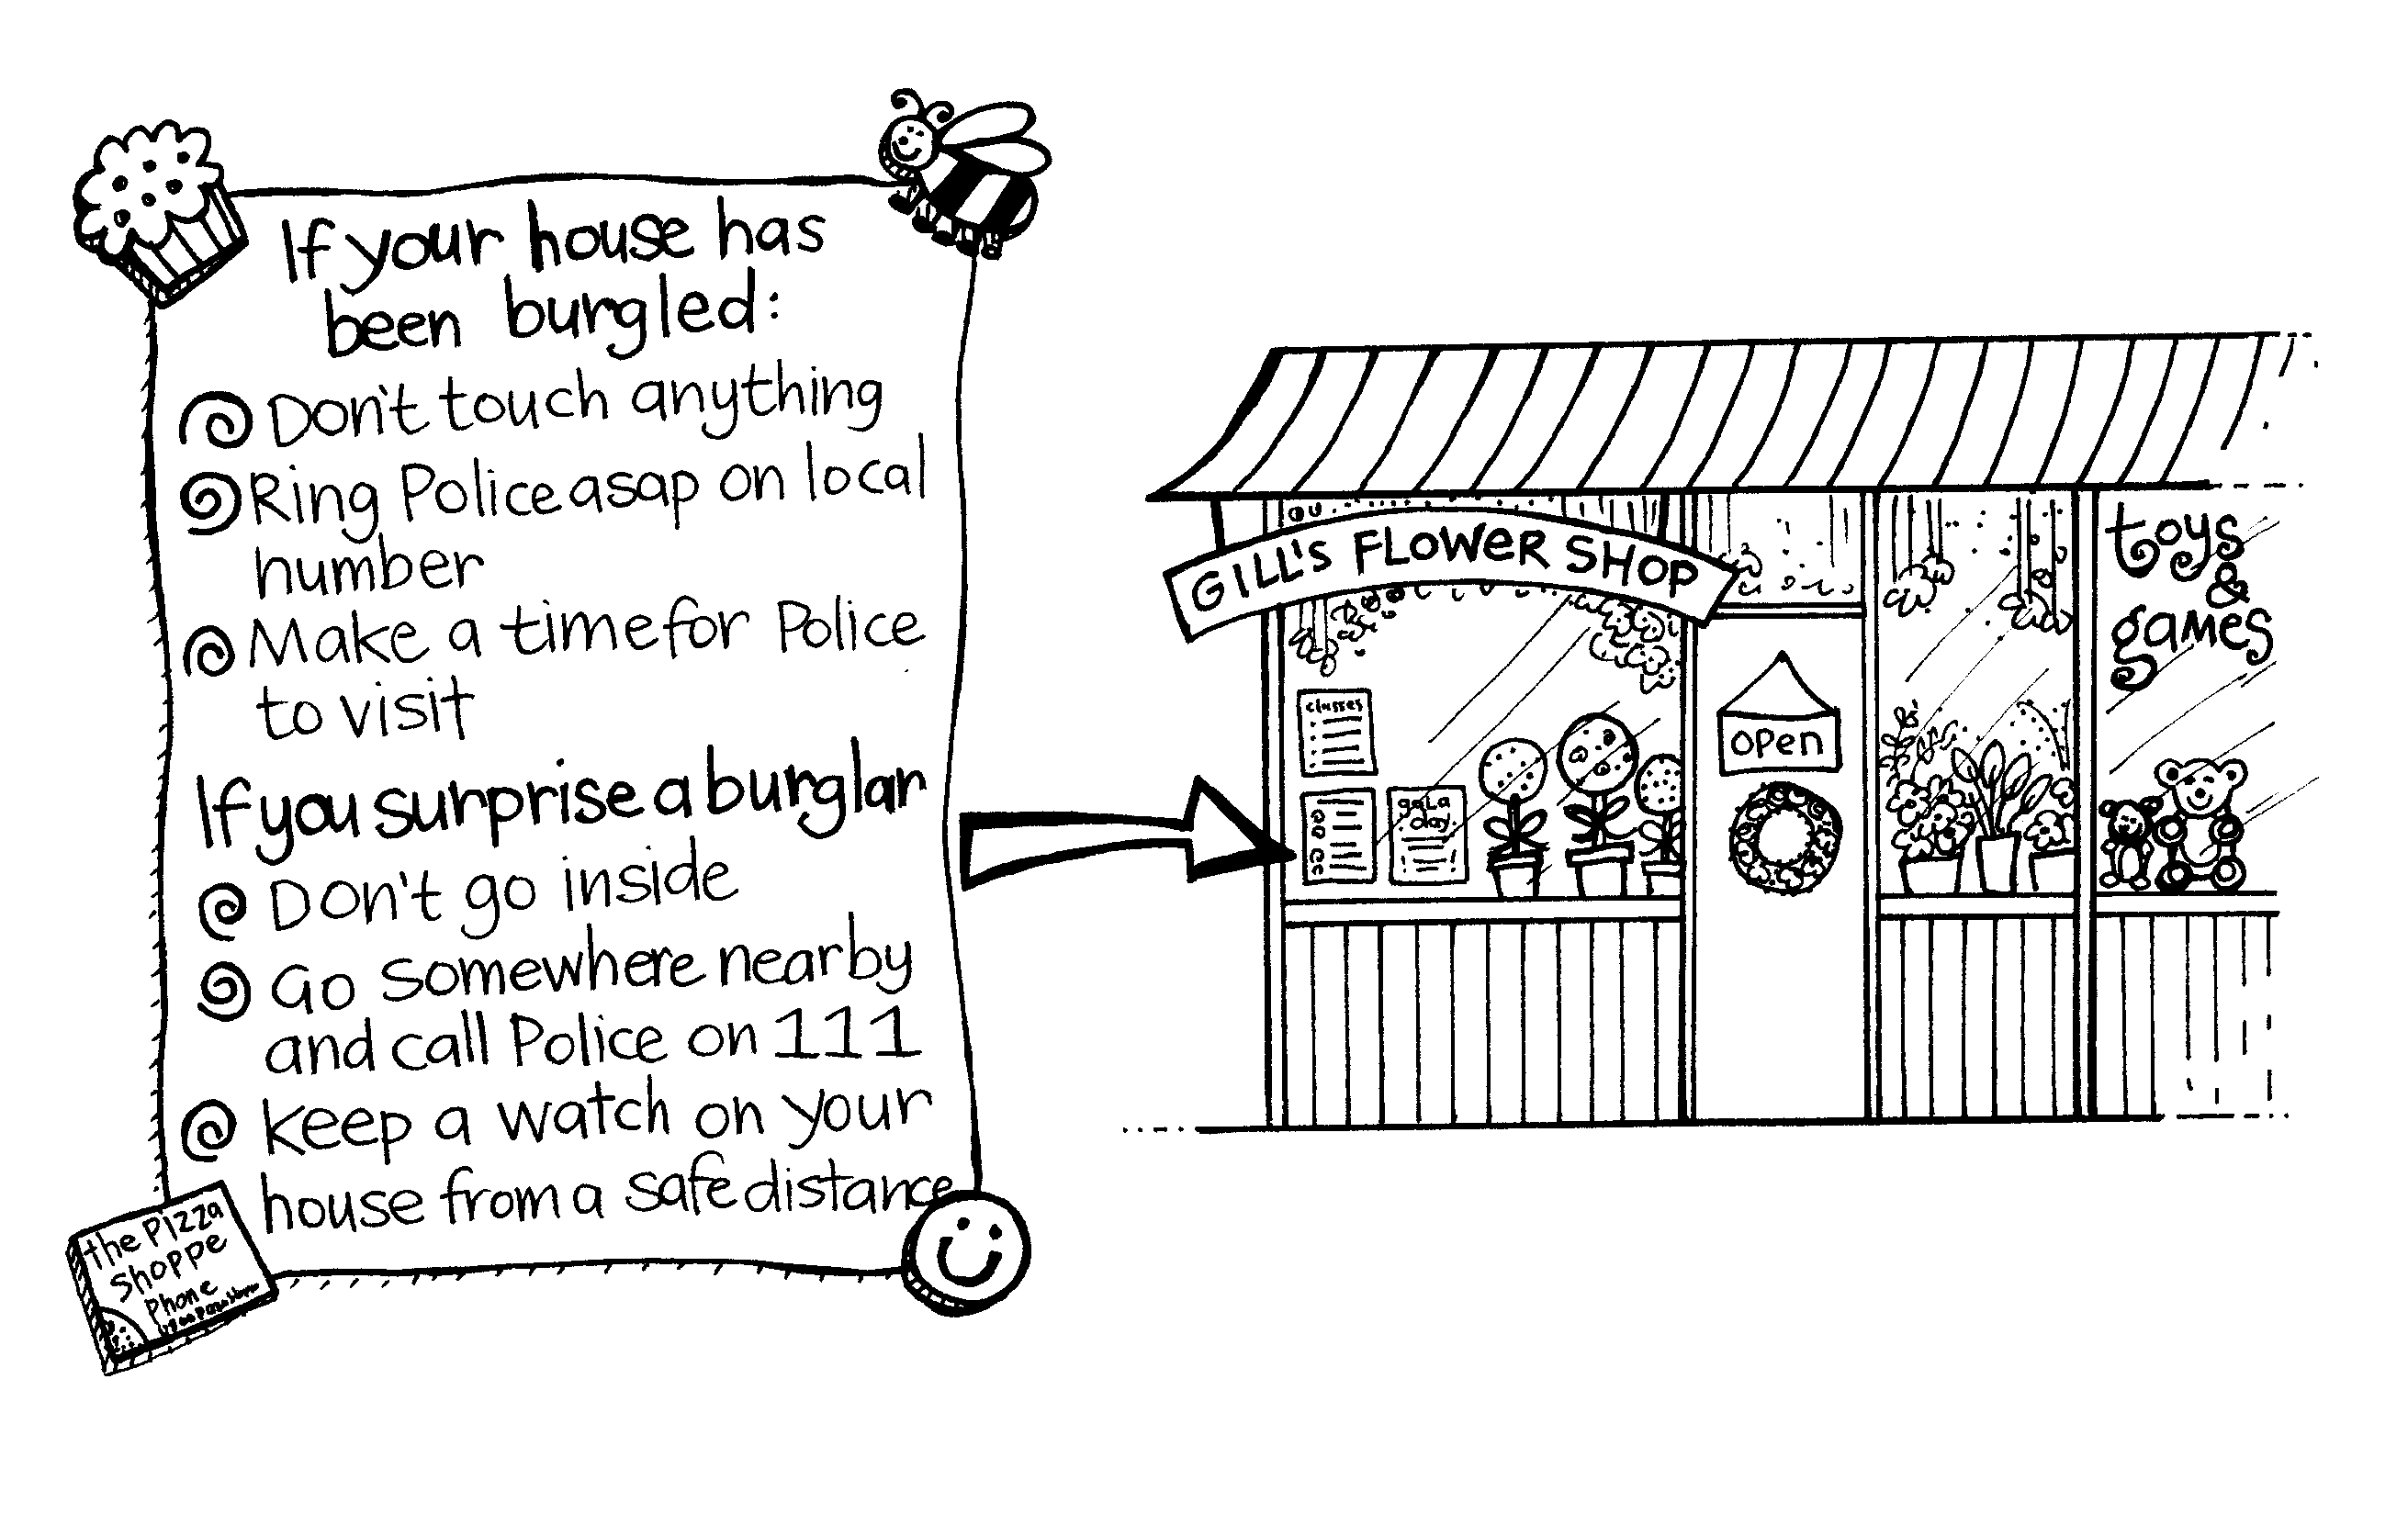 If your house has
been burgled:
Don't touch anything
Ring Police asap on local
number
Make a time for Police
to visit
If you surprise a burglar
Don't go inside
Go somewhere nearby
and call Police on 111
Keep a watch on your
house from a safe distance
the Pizza
Shoppe
Phone
GILL'S FLOWER SHOP
classes
gala
day
open
toys
&
games